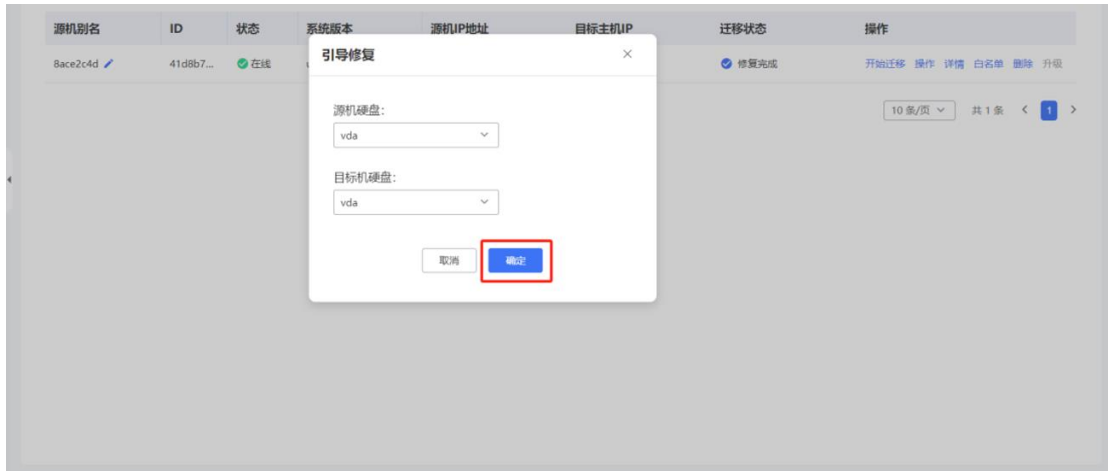 源机别名 ID 状态 系统版本 源机IP地址 目标主机IP 迁移状态 操作
8ace2c4d 41d8b7... 在线 修复完成 开始迁移 操作 详情 白名单 删除 升级
引导修复
源机硬盘：
vda
目标机硬盘：
vda
取消 确定
10 条/页 共 1 条 1